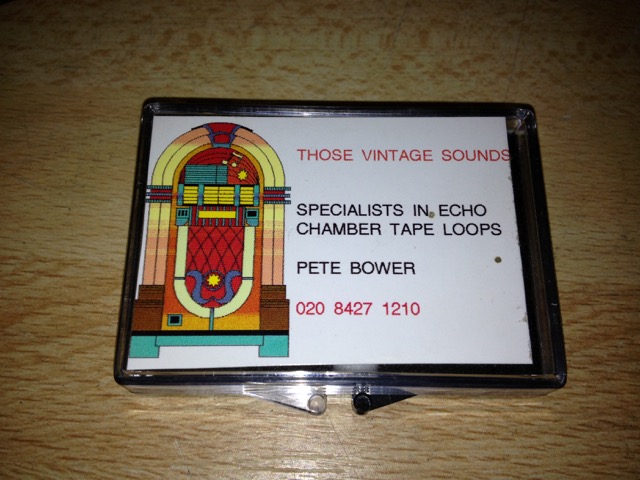 THOSE VINTAGE SOUNDS
SPECIALISTS IN ECHO
CHAMBER TAPE LOOPS
PETE BOWER
020 8427 1210